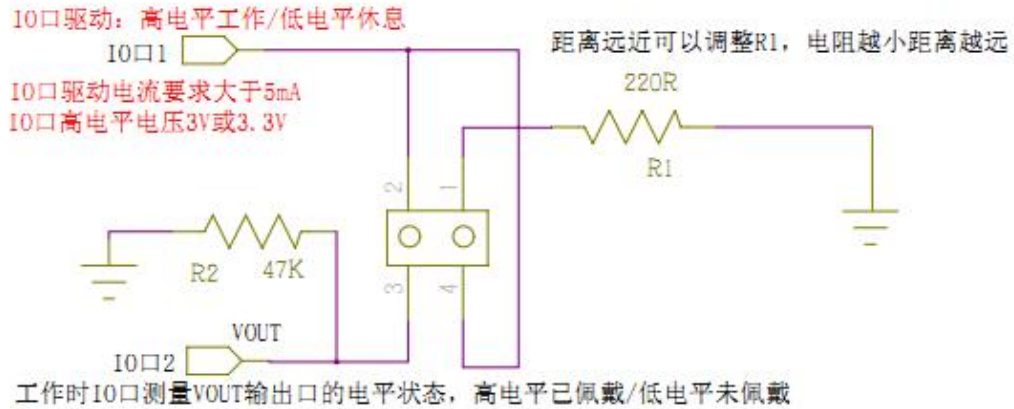 IO口驱动：高电平工作/低电平休息
IO口1
距离远近可以调整R1，电阻越小距离越远
IO口驱动电流要求大于5mA
IO口高电平电压3V或3.3V
220R
R1
2
1
R2
47K
3
4
VOUT
IO口2
工作时IO口测量VOUT输出口的电平状态，高电平已佩戴/低电平未佩戴